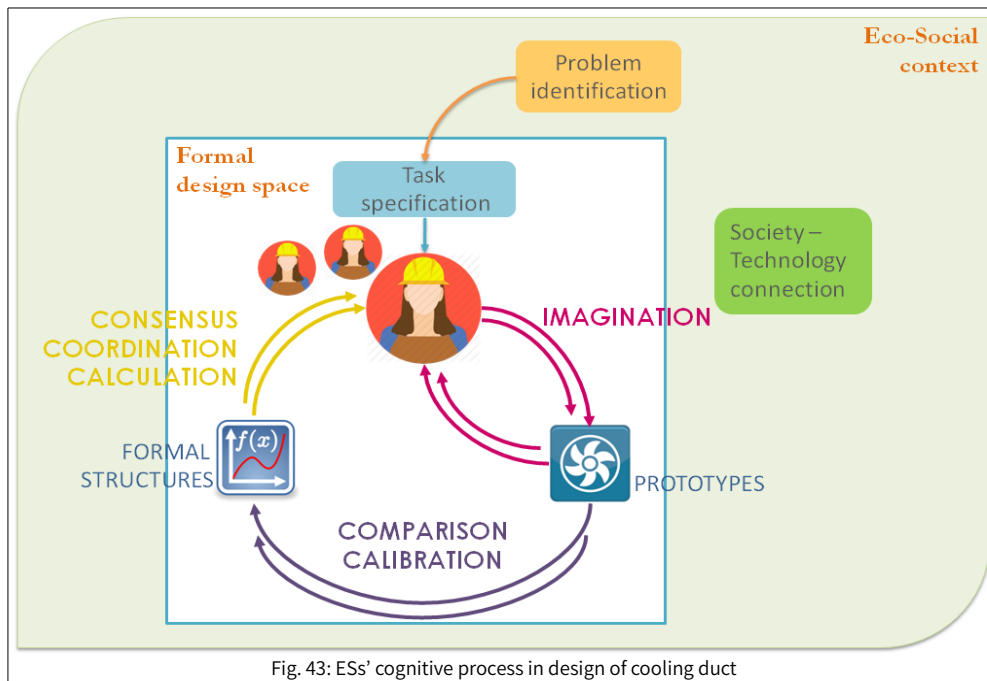 Eco-Social
context
Problem
identification
Formal
design space
Task
specification
Society –
Technology
connection
CONSENSUS
COORDINATION
CALCULATION
IMAGINATION
f(x)
FORMAL
STRUCTURES
PROTOTYPES
COMPARISON
CALIBRATION
Fig. 43: ESs’ cognitive process in design of cooling duct